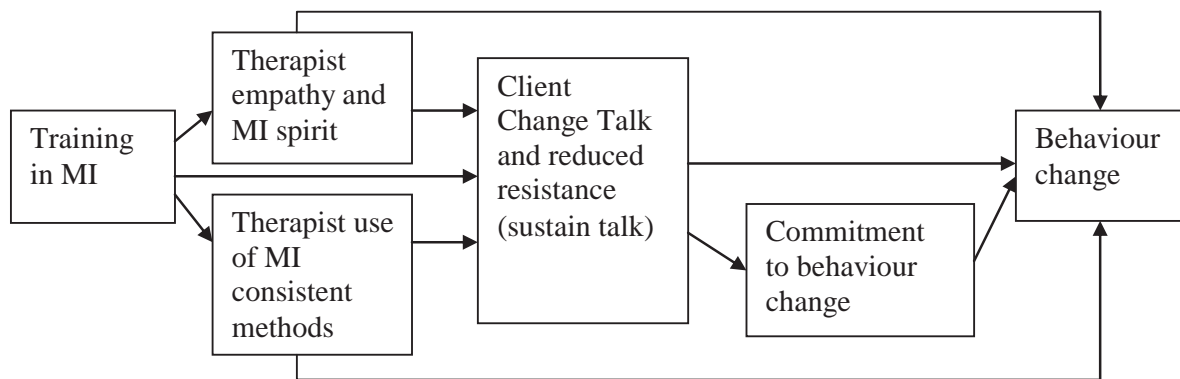 Training
in MI
Therapist
empathy and
MI spirit
Therapist use
of MI
consistent
methods
Client
Change Talk
and reduced
resistance
(sustain talk)
Commitment
to behaviour
change
Behaviour
change